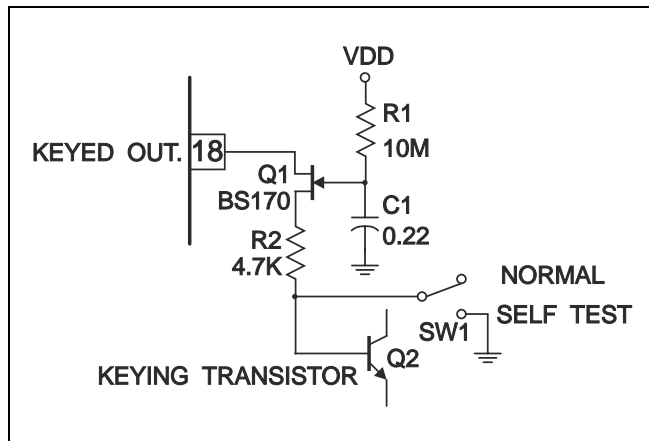 VDD
R1
10M
KEYED OUT.
18
Q1
BS170
C1
0.22
R2
4.7K
NORMAL
SELF TEST
SW1
Q2
KEYING TRANSISTOR